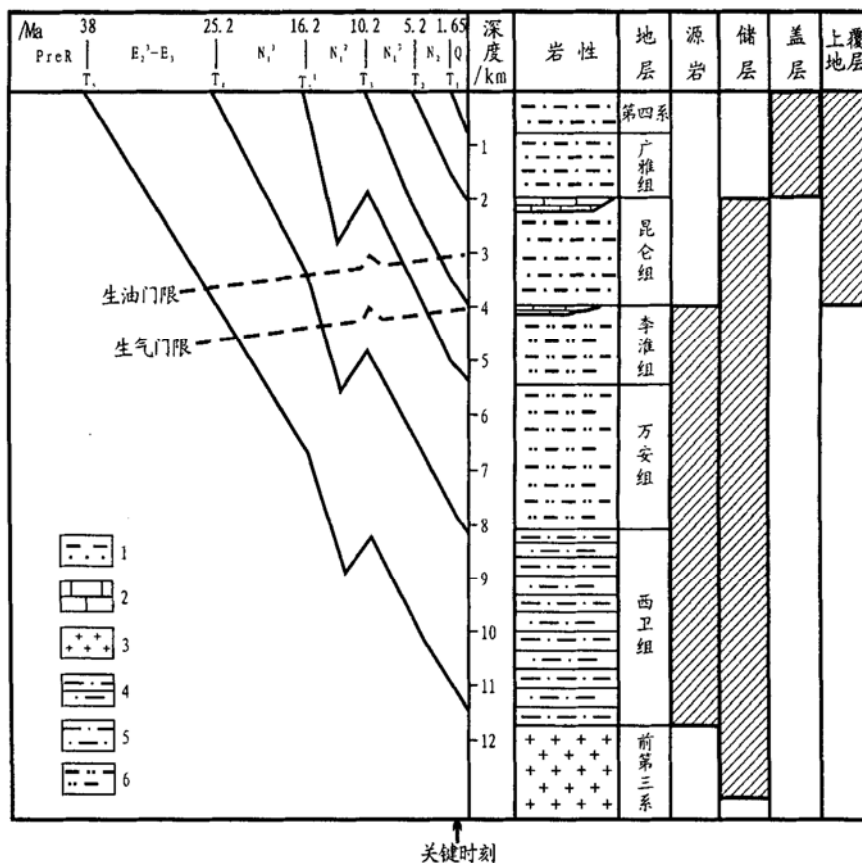 /Ma 38 25.2 16.2 10.2 5.2 1.65
PreR E₂³-E₃ N₁³ N₁² N₁³ N₂ Q
T₂ T₃ T₂ T₁
深度/km
岩性
地层
源岩
储层
盖层
上覆地层
1
2
3
4
5
6
7
8
9
10
11
12
第四系
广雅组
昆仑组
李准组
万安组
西卫组
前第三系
生油门限
生气门限
1
2
3
4
5
6
关键时刻